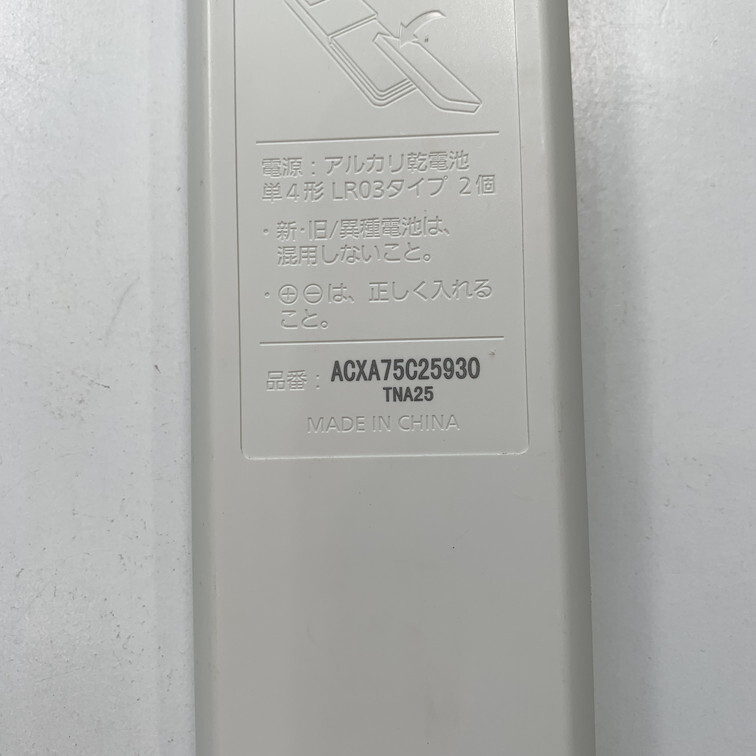 電源：アルカリ乾電池
単4形 LR03タイプ 2個
・新・旧/異種電池は、
混用しないこと。
・⊕⊖は、正しく入れる
こと。
品番：ACXA75C25930
TNA25
MADE IN CHINA